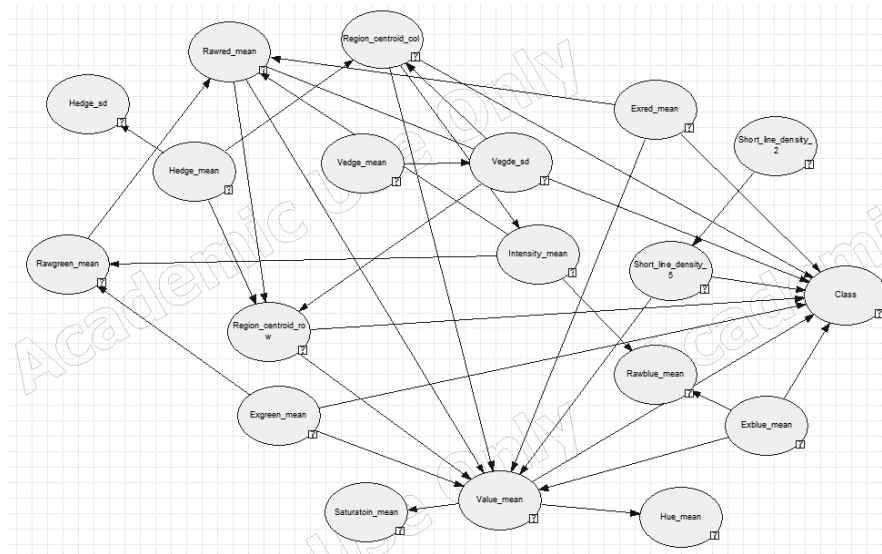 Region_centroid_col
Rawred_mean
Hedge_sd
Exred_mean
Short_line_density_
2
Hedge_mean
Vedge_mean
Vegde_sd
Rawgreen_mean
Intensity_mean
Short_line_density_
5
Class
Region_centroid_ro
w
Rawblue_mean
Exgreen_mean
Exblue_mean
Saturatoin_mean
Value_mean
Hue_mean
Academic Use Only
Academic
use Only